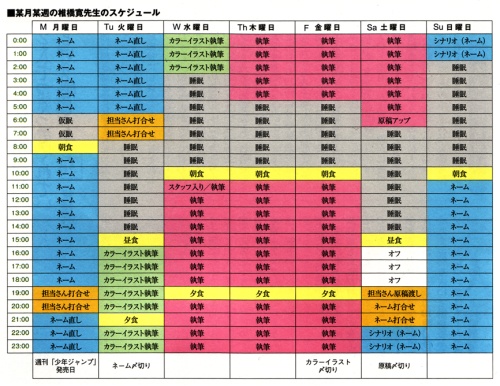 ■某月某週の椎橋寛先生のスケジュール
M 月曜日 Tu 火曜日 W 水曜日 Th 木曜日 F 金曜日 Sa 土曜日 Su 日曜日
0:00 ネーム ネーム直し カラーイラスト執筆 執筆 執筆 執筆 シナリオ（ネーム）
1:00 ネーム ネーム直し カラーイラスト執筆 執筆 執筆 執筆 シナリオ（ネーム）
2:00 ネーム ネーム直し カラーイラスト執筆 執筆 執筆 執筆 睡眠
3:00 ネーム ネーム直し 睡眠 執筆 執筆 執筆 睡眠
4:00 ネーム ネーム直し 睡眠 執筆 執筆 執筆 睡眠
5:00 ネーム ネーム直し 睡眠 睡眠 睡眠 執筆 睡眠
6:00 仮眠 担当さん打合せ 睡眠 睡眠 睡眠 原稿アップ 睡眠
7:00 仮眠 担当さん打合せ 睡眠 睡眠 睡眠 睡眠 睡眠
8:00 朝食 睡眠 睡眠 睡眠 睡眠 睡眠 睡眠
9:00 ネーム 睡眠 睡眠 睡眠 睡眠 睡眠 睡眠
10:00 ネーム 睡眠 朝食 朝食 朝食 睡眠 朝食
11:00 ネーム 睡眠 スタッフ入り／執筆 執筆 執筆 睡眠 ネーム
12:00 ネーム 睡眠 執筆 執筆 執筆 睡眠 ネーム
13:00 ネーム 睡眠 執筆 執筆 執筆 睡眠 ネーム
14:00 ネーム 睡眠 執筆 執筆 執筆 睡眠 ネーム
15:00 ネーム 昼食 執筆 執筆 執筆 昼食 ネーム
16:00 ネーム カラーイラスト執筆 執筆 執筆 執筆 オフ ネーム
17:00 ネーム カラーイラスト執筆 執筆 執筆 執筆 オフ ネーム
18:00 ネーム カラーイラスト執筆 執筆 執筆 執筆 オフ ネーム
19:00 担当さん打合せ カラーイラスト執筆 夕食 夕食 夕食 担当さん原稿渡し ネーム
20:00 担当さん打合せ カラーイラスト執筆 執筆 執筆 執筆 ネーム打合せ ネーム
21:00 ネーム直し 夕食 執筆 執筆 執筆 ネーム打合せ ネーム
22:00 ネーム直し カラーイラスト執筆 執筆 執筆 執筆 シナリオ（ネーム） ネーム
23:00 ネーム直し カラーイラスト執筆 執筆 執筆 執筆 シナリオ（ネーム） ネーム
週刊「少年ジャンプ」
発売日
ネーム〆切り
カラーイラスト
〆切り
原稿〆切り